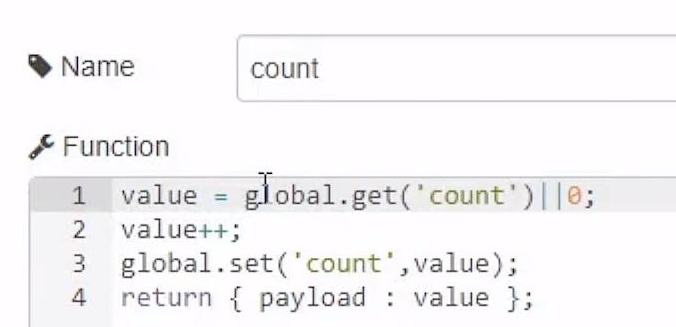 Name
count
Function
1 value = global.get('count')||0;
2 value++;
3 global.set('count',value);
4 return { payload : value };